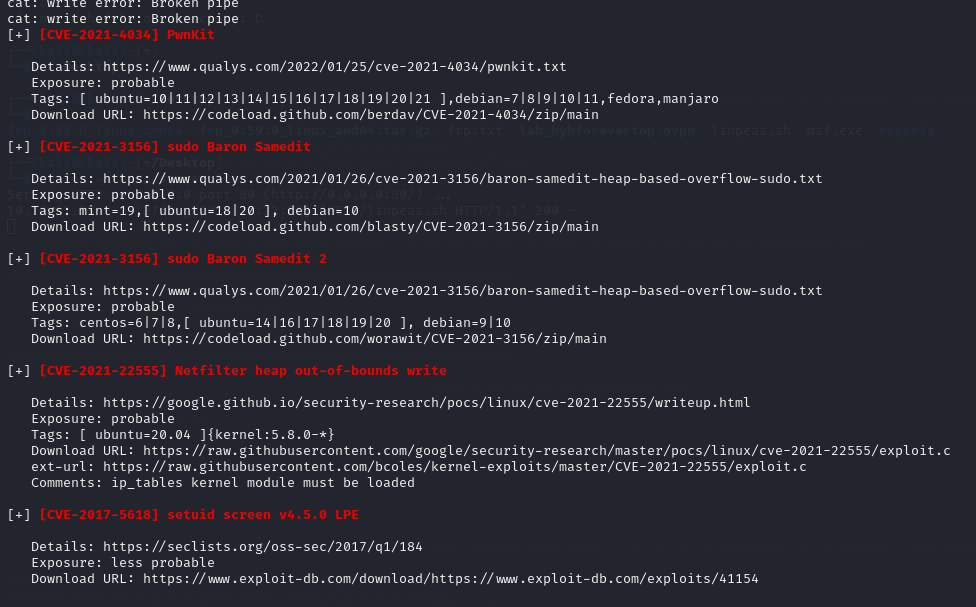 cat: write error: Broken pipe
cat: write error: Broken pipe
[+] [CVE-2021-4034] PwnKit
Details: https://www.qualys.com/2022/01/25/cve-2021-4034/pwnkit.txt
Exposure: probable
Tags: [ ubuntu=10|11|12|13|14|15|16|17|18|19|20|21 ],debian=7|8|9|10|11,fedora,manjaro
Download URL: https://codeload.github.com/berdav/CVE-2021-4034/zip/main
[+] [CVE-2021-3156] sudo Baron Samedit
Details: https://www.qualys.com/2021/01/26/cve-2021-3156/baron-samedit-heap-based-overflow-sudo.txt
Exposure: probable
Tags: mint=19,[ ubuntu=18|20 ], debian=10
Download URL: https://codeload.github.com/blasty/CVE-2021-3156/zip/main
[+] [CVE-2021-3156] sudo Baron Samedit 2
Details: https://www.qualys.com/2021/01/26/cve-2021-3156/baron-samedit-heap-based-overflow-sudo.txt
Exposure: probable
Tags: centos=6|7|8,[ ubuntu=14|16|17|18|19|20 ], debian=9|10
Download URL: https://codeload.github.com/worawit/CVE-2021-3156/zip/main
[+] [CVE-2021-22555] Netfilter heap out-of-bounds write
Details: https://google.github.io/security-research/pocs/linux/cve-2021-22555/writeup.html
Exposure: probable
Tags: [ ubuntu=20.04 ]{kernel:5.8.0-*}
Download URL: https://raw.githubusercontent.com/google/security-research/master/pocs/linux/cve-2021-22555/exploit.c
ext-url: https://raw.githubusercontent.com/bcoles/kernel-exploits/master/CVE-2021-22555/exploit.c
Comments: ip_tables kernel module must be loaded
[+] [CVE-2017-5618] setuid screen v4.5.0 LPE
Details: https://seclists.org/oss-sec/2017/q1/184
Exposure: less probable
Download URL: https://www.exploit-db.com/download/https://www.exploit-db.com/exploits/41154